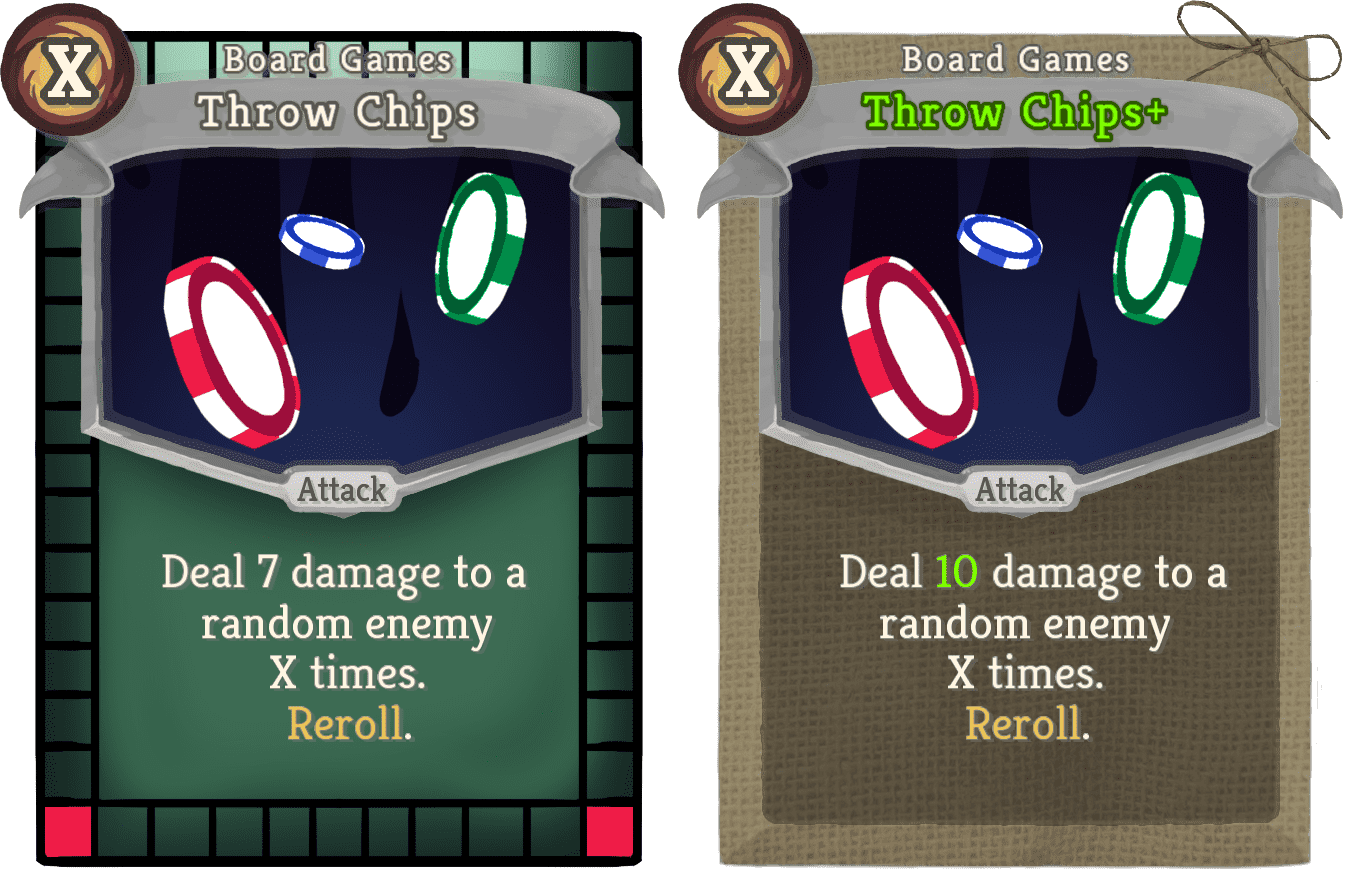 X
Board Games
Throw Chips
Attack
Deal 7 damage to a
random enemy
X times.
Reroll.
X
Board Games
Throw Chips+
Attack
Deal 10 damage to a
random enemy
X times.
Reroll.